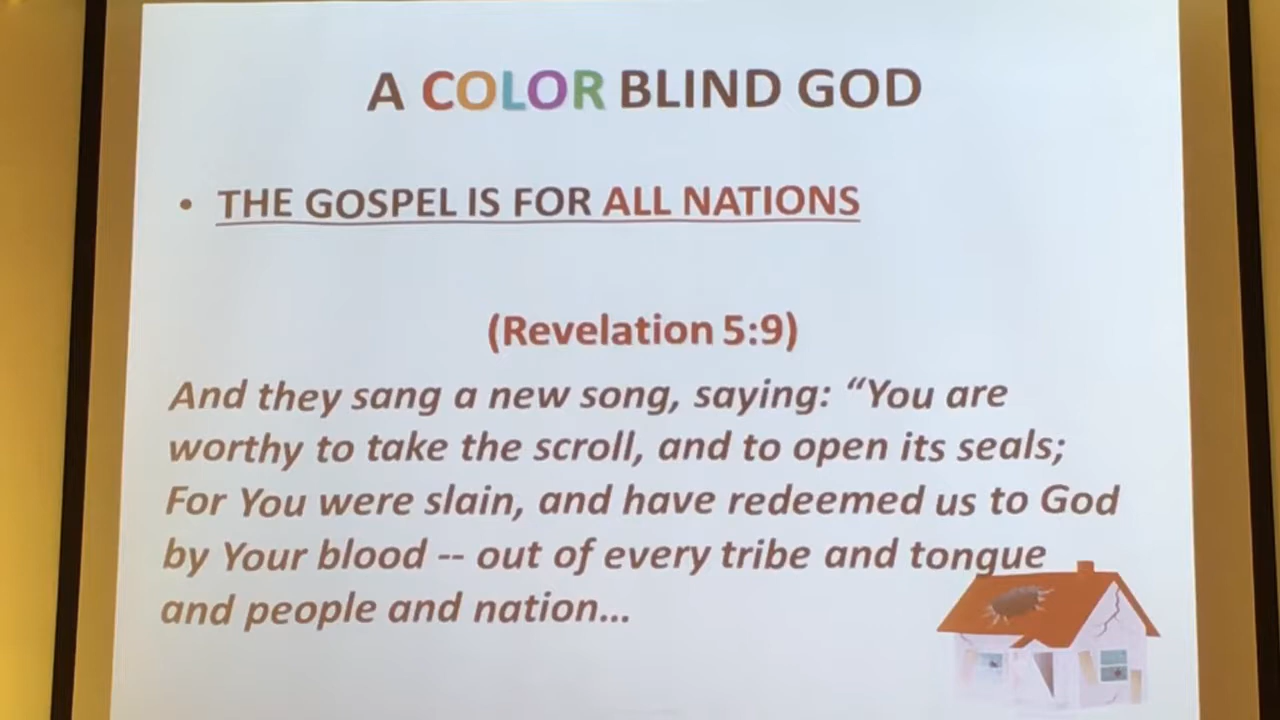 A COLOR BLIND GOD
• THE GOSPEL IS FOR ALL NATIONS
(Revelation 5:9)
And they sang a new song, saying: “You are
worthy to take the scroll, and to open its seals;
For You were slain, and have redeemed us to God
by Your blood -- out of every tribe and tongue
and people and nation...